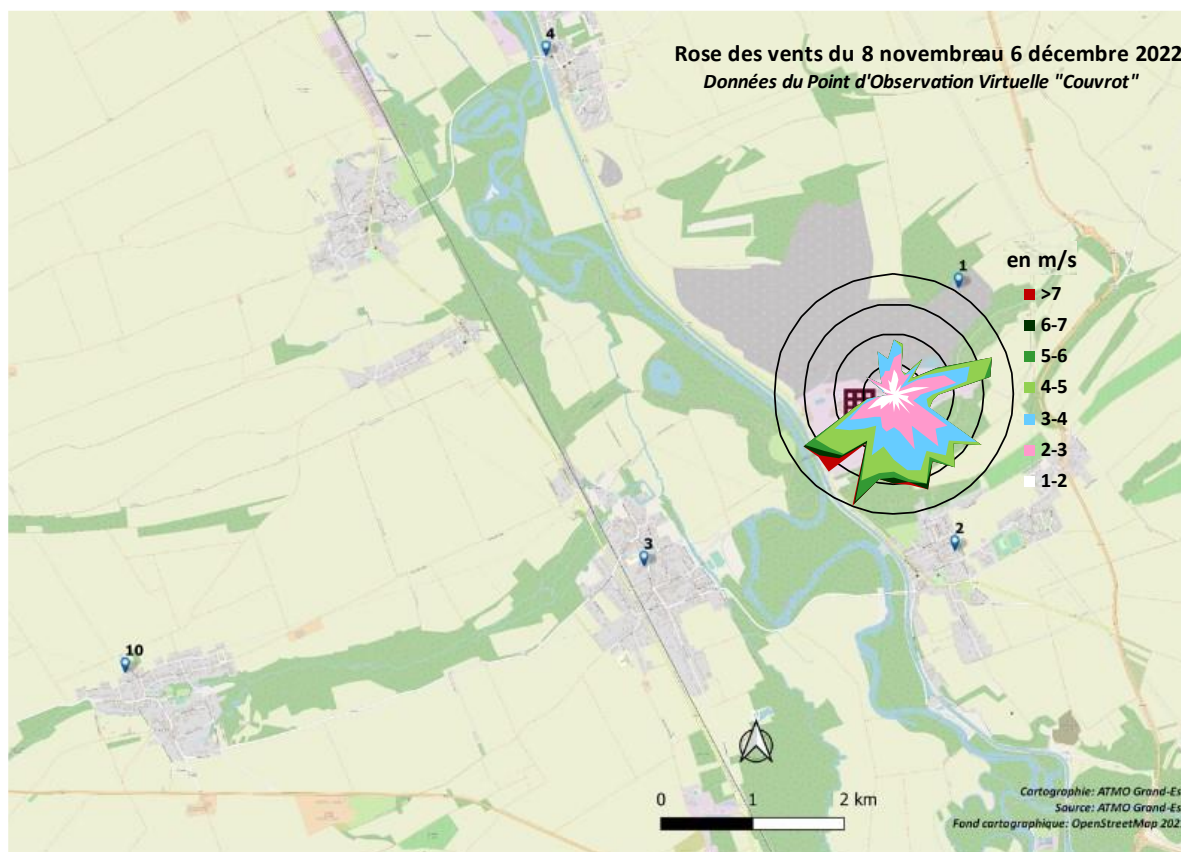 4
Rose des vents du 8 novembreau 6 décembre 2022
Données du Point d'Observation Virtuelle "Couvrot"
1
en m/s
>7
6-7
5-6
4-5
3-4
2-3
1-2
2
3
10
0 1 2 km
Cartographie: ATMO Grand-Es
Source: ATMO Grand-Es
Fond cartographique: OpenStreetMap 202